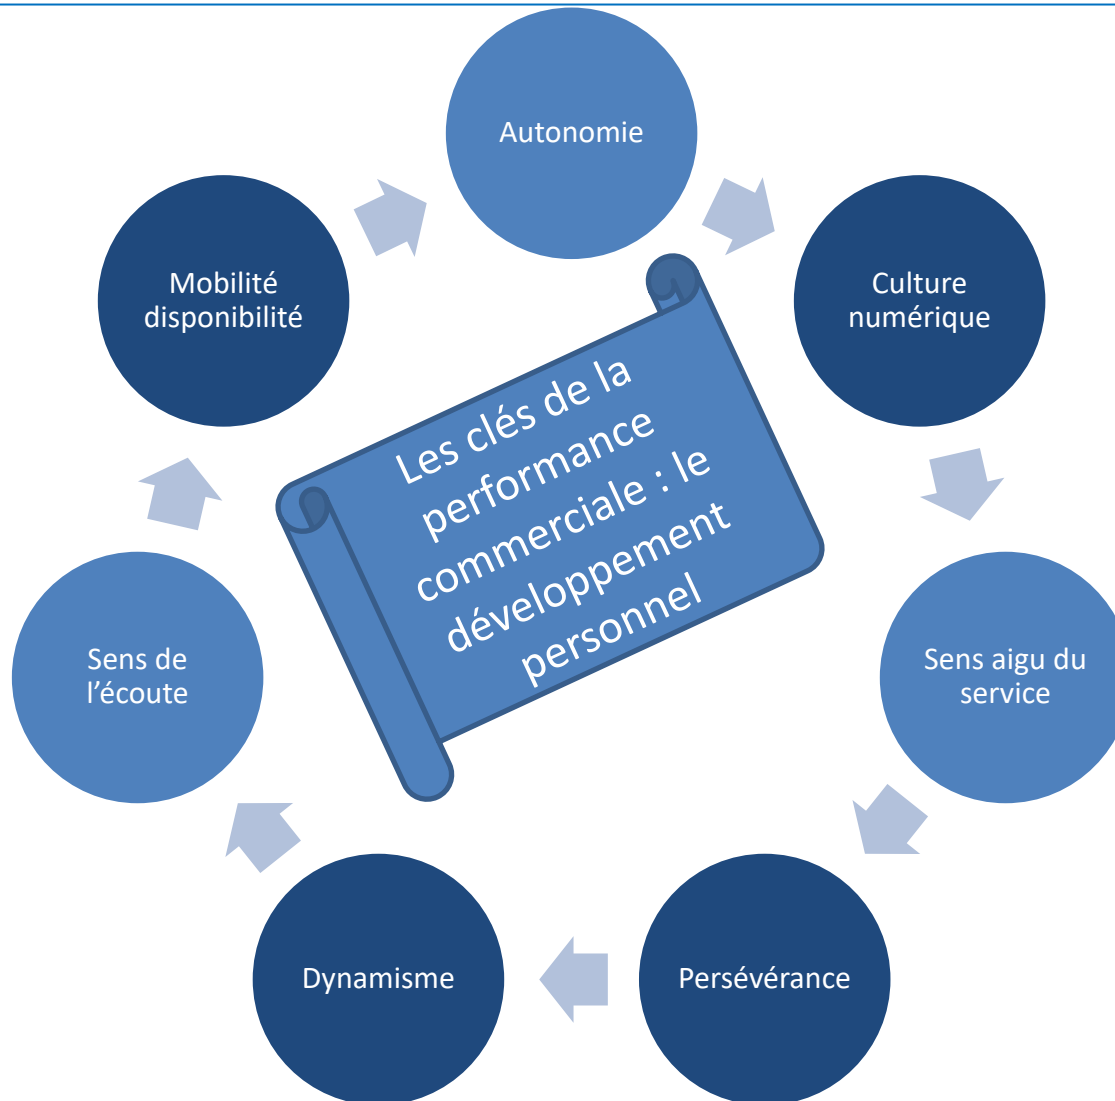 Autonomie
Culture
numérique
Sens aigu du
service
Persévérance
Dynamisme
Sens de
l’écoute
Mobilité
disponibilité
Les clés de la
performance
commerciale : le
développement
personnel